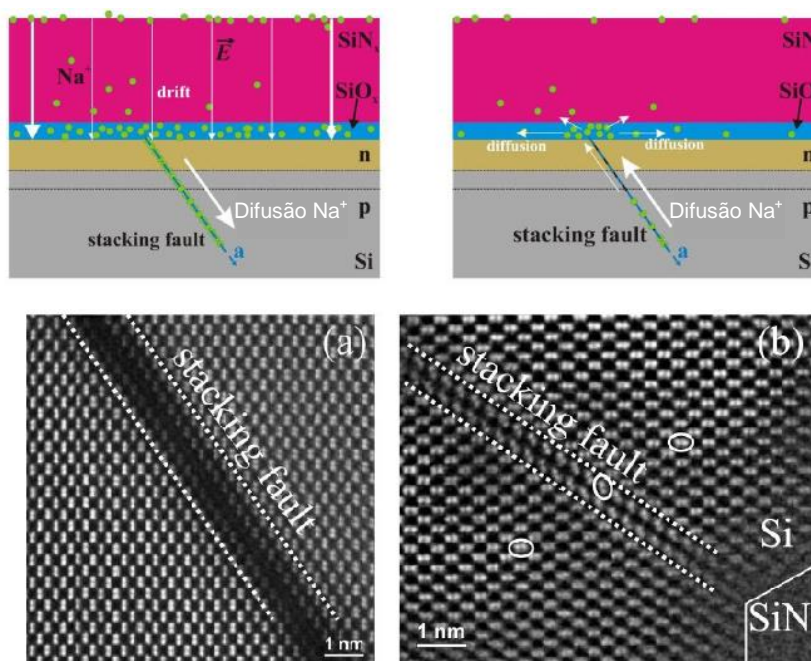 SiN
Na⁺
E
SiOₓ
drift
n
Difusão Na⁺
p
stacking fault
a
Si
SiN
SiO
diffusion
diffusion
n
Difusão Na⁺
p
stacking fault
a
S
(a)
stacking fault
1 nm
(b)
stacking fault
Si
SiN
1 nm